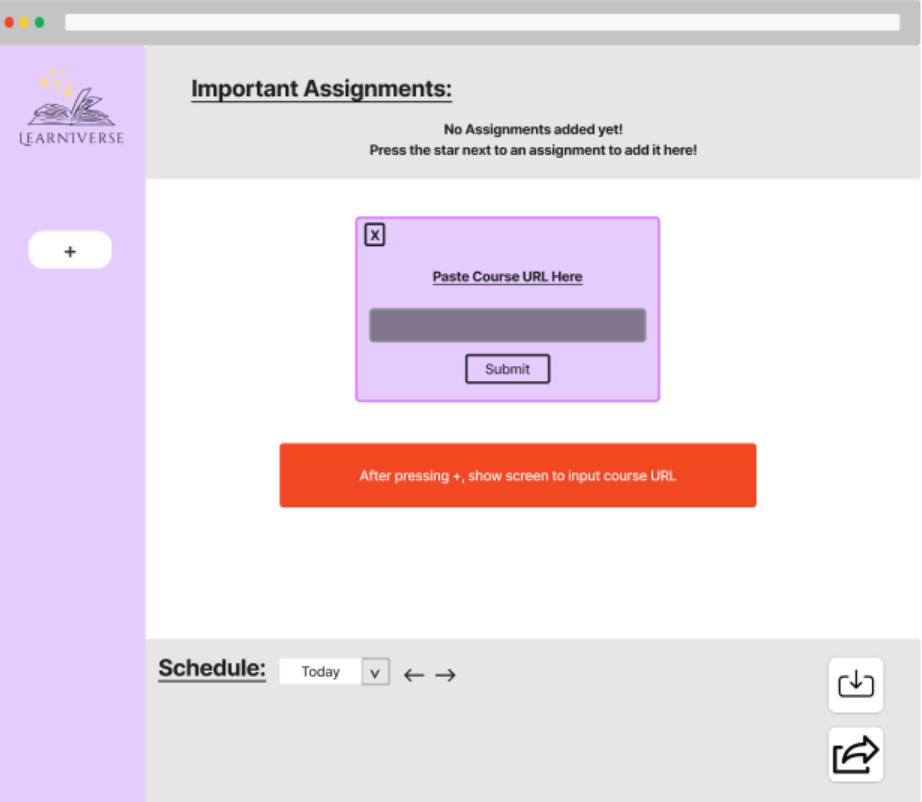 LEARNIVERSE
+
Important Assignments:
No Assignments added yet!
Press the star next to an assignment to add it here!
X
Paste Course URL Here
Submit
After pressing +, show screen to input course URL
Schedule:
Today
v
← →